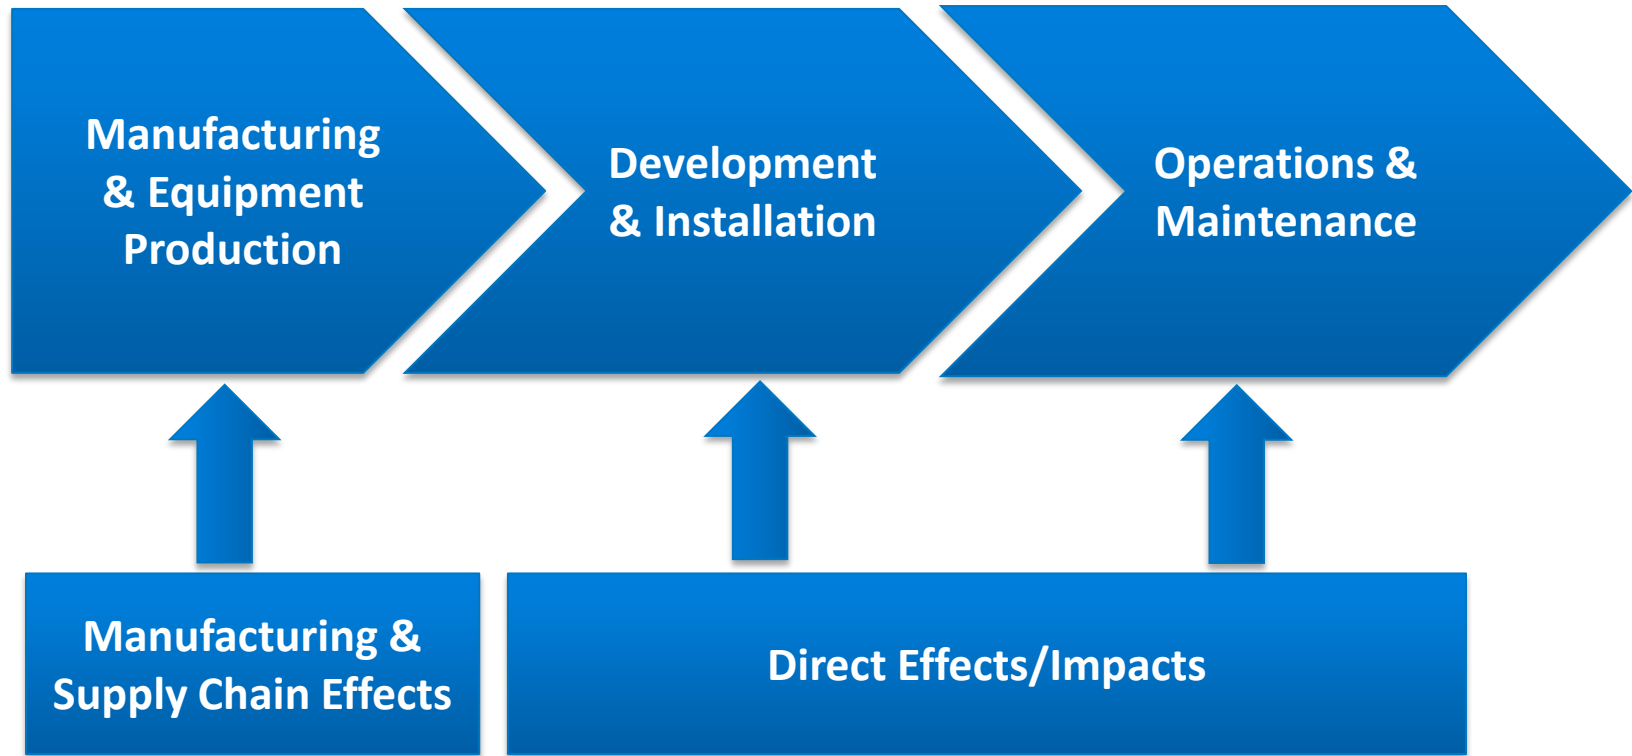 Manufacturing
& Equipment
Production
Development
& Installation
Operations &
Maintenance
Manufacturing &
Supply Chain Effects
Direct Effects/Impacts